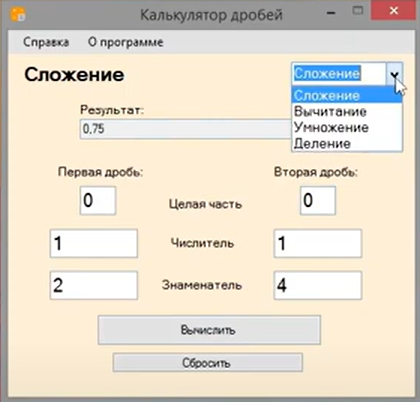 Калькулятор дробей
Справка О программе
Сложение Сложение
Сложение
Вычитание
Умножение
Деление
Результат:
0,75
Первая дробь: Вторая дробь:
0 Целая часть 0
1 Числитель 1
2 Знаменатель 4
Вычислить
Сбросить